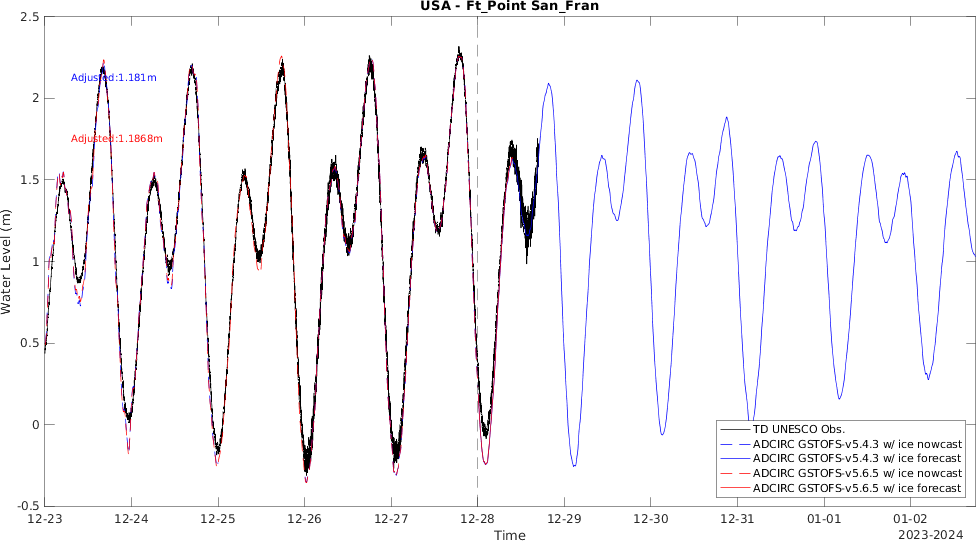 USA - Ft_Point San_Fran
2.5
2
1.5
1
0.5
0
-0.5
Water Level (m)
Adjusted:1.181m
Adjusted:1.1868m
TD UNESCO Obs.
ADCIRC GSTOFS-v5.4.3 w/ ice nowcast
ADCIRC GSTOFS-v5.4.3 w/ ice forecast
ADCIRC GSTOFS-v5.6.5 w/ ice nowcast
ADCIRC GSTOFS-v5.6.5 w/ ice forecast
12-23 12-24 12-25 12-26 12-27 12-28 12-29 12-30 12-31 01-01 01-02
Time
2023-2024